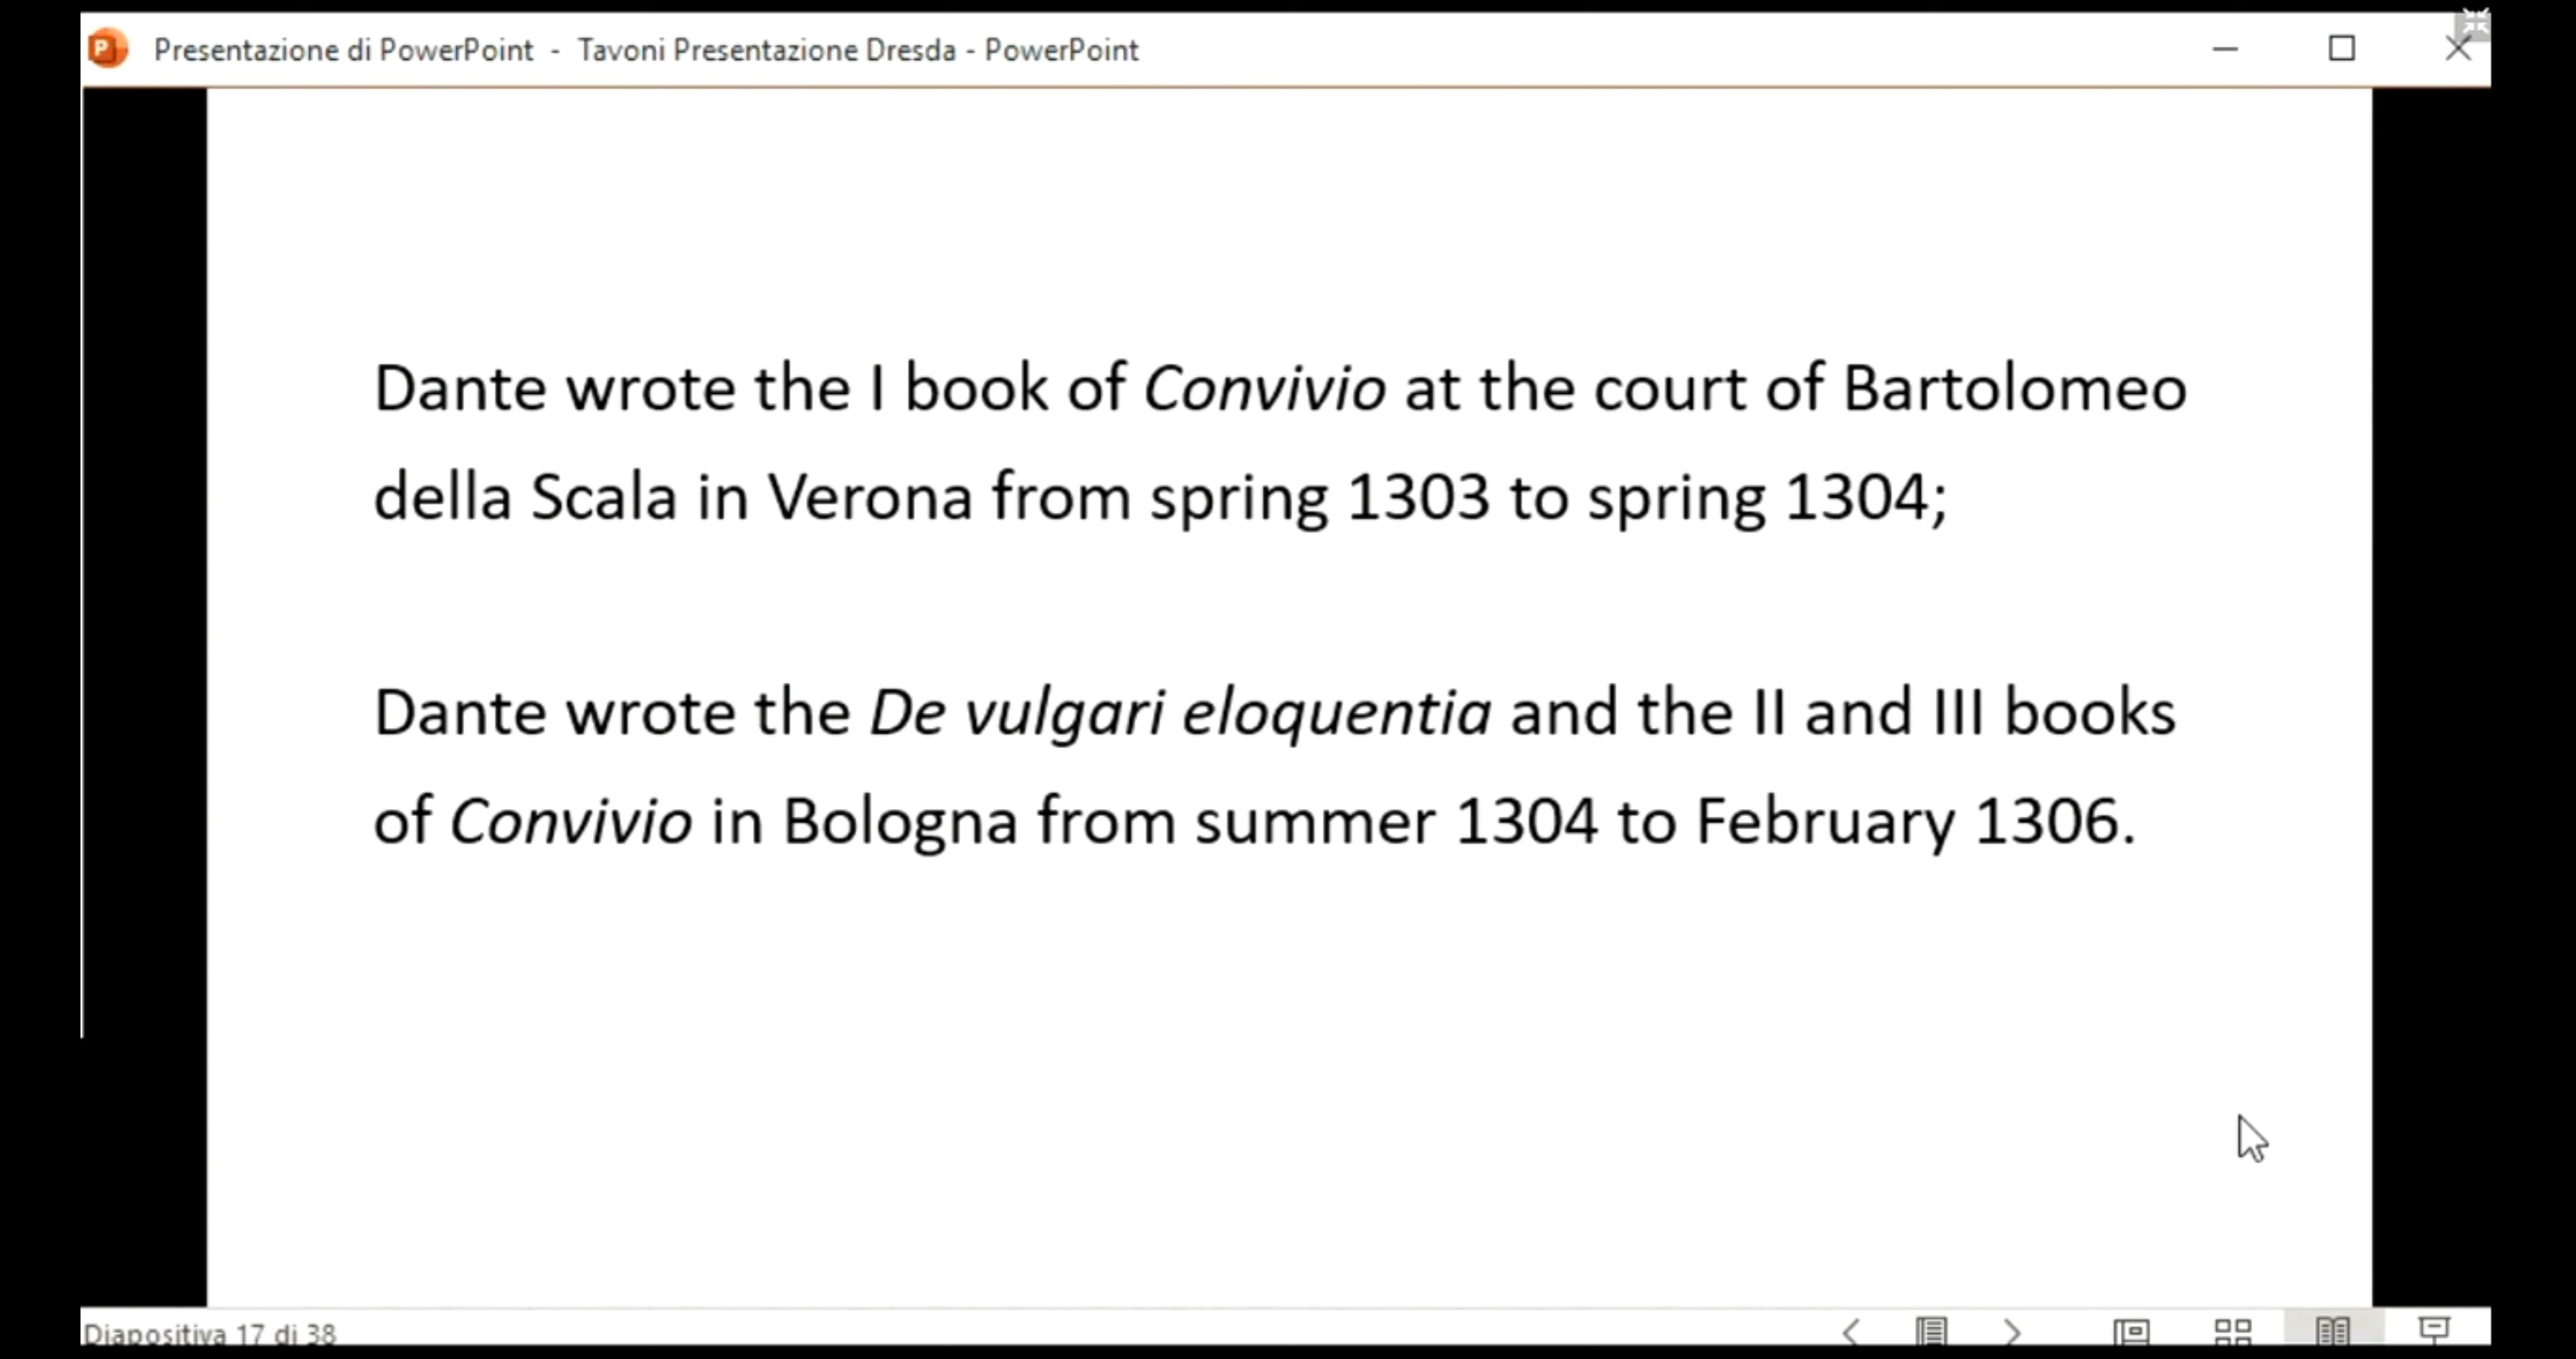 Presentazione di PowerPoint - Tavoni Presentazione Dresda - PowerPoint
Dante wrote the I book of Convivio at the court of Bartolomeo
della Scala in Verona from spring 1303 to spring 1304;
Dante wrote the De vulgari eloquentia and the II and III books
of Convivio in Bologna from summer 1304 to February 1306.
Diapositiva 17 di 38